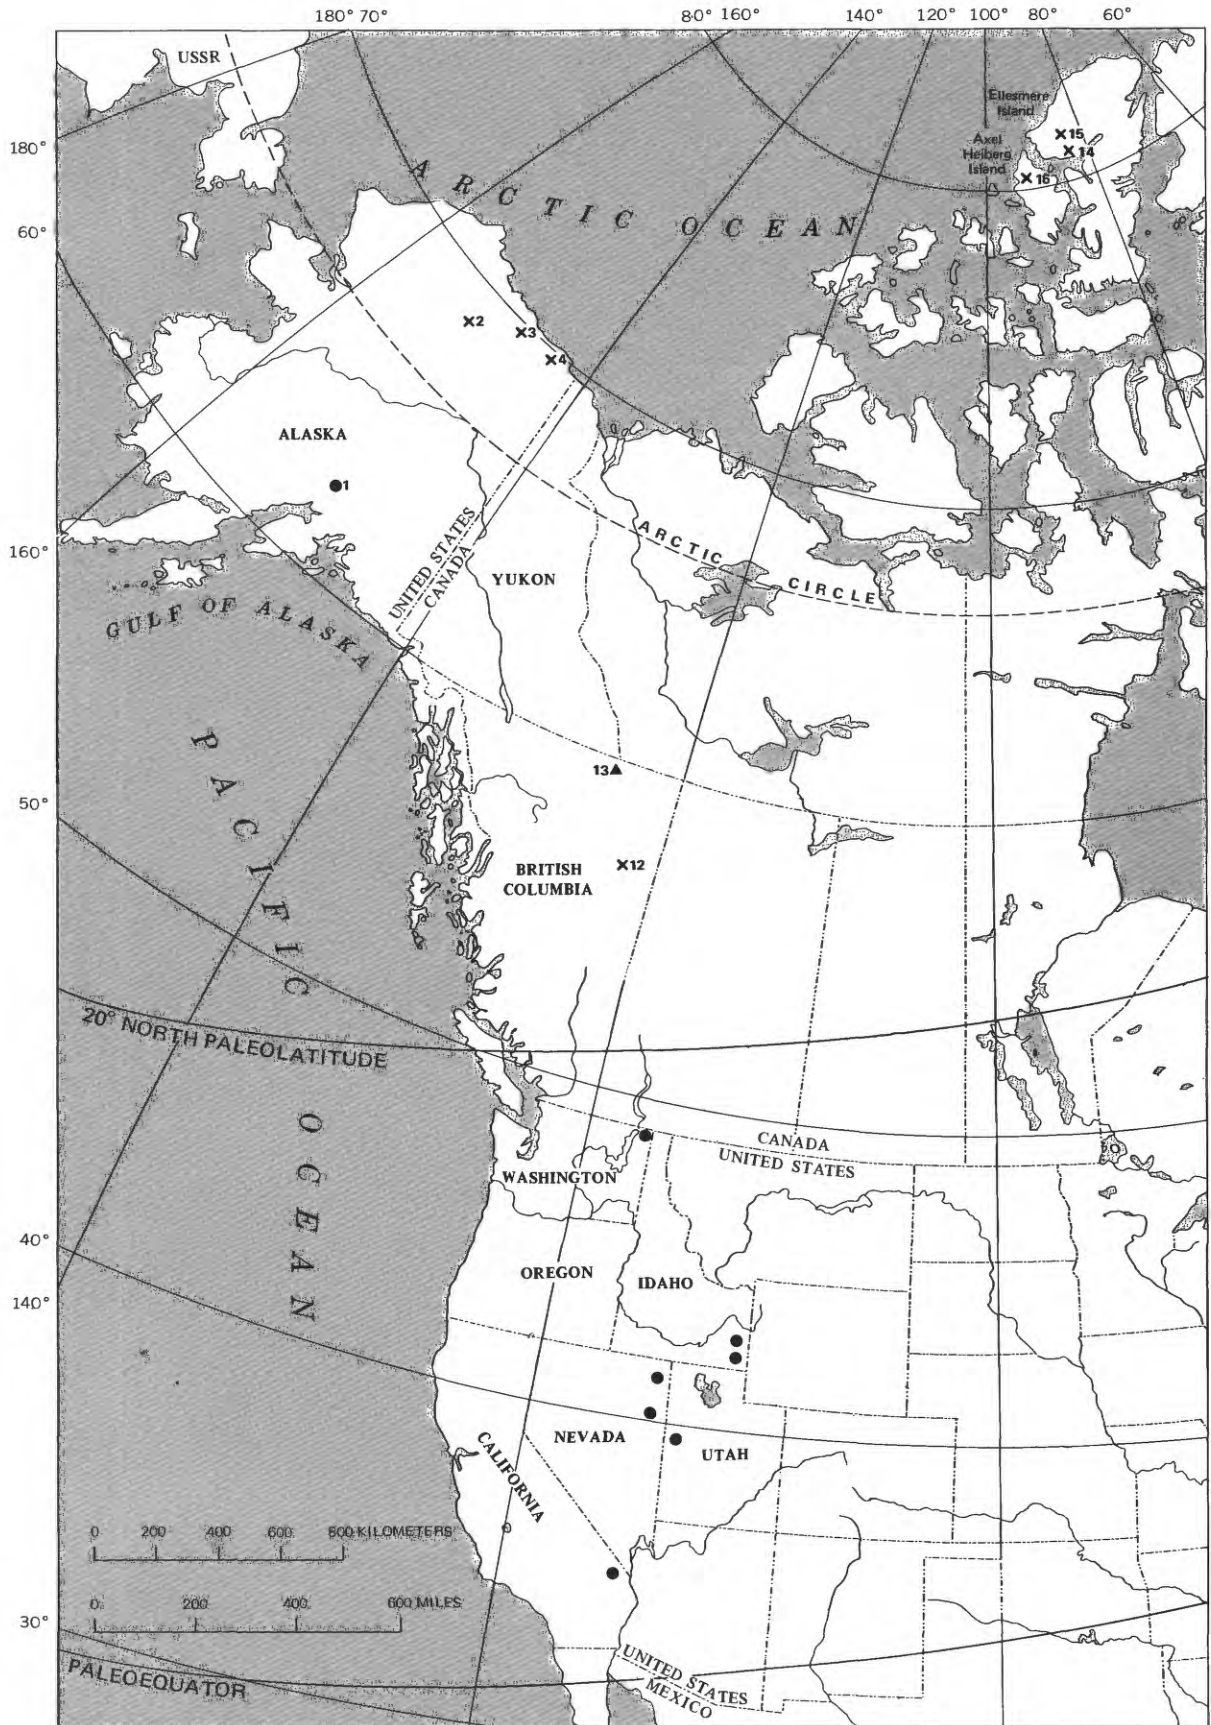 180° 70° 80° 160° 140° 120° 100° 80° 60°
USSR
Ellesmere
Island
15
14
Axel
Heiberg
Island
16
180°
ARCTIC OCEAN
60°
2
3
4
ALASKA
1
UNITED STATES
CANADA
ARCTIC CIRCLE
160°
YUKON
GULF OF ALASKA
PACIFIC OCEAN
13
50°
12
BRITISH
COLUMBIA
20° NORTH PALEOLATITUDE
CANADA
UNITED STATES
WASHINGTON
40°
OREGON
IDAHO
140°
NEVADA
UTAH
CALIFORNIA
0 200 400 600 800 KILOMETERS
0 200 400 600 MILES
30°
PALEOEQUATOR
UNITED STATES
MEXICO